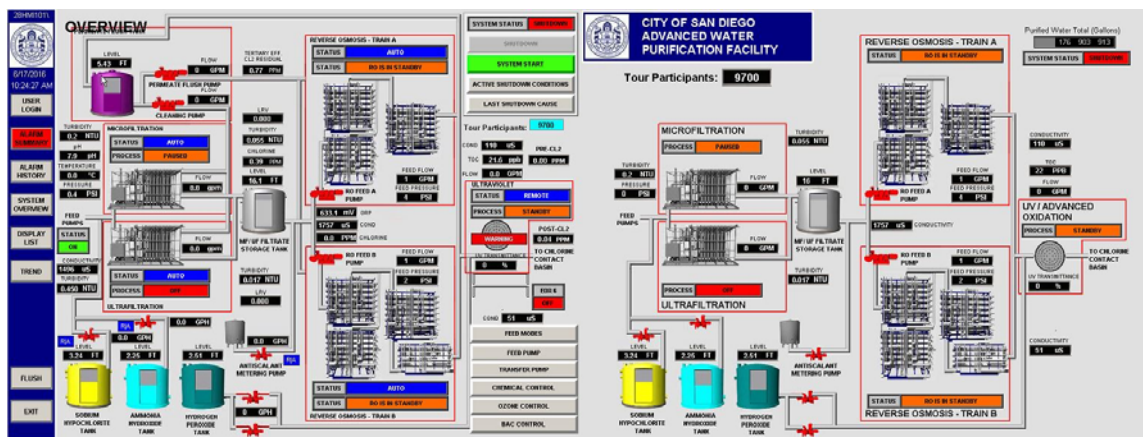 28HMI101\
OVERVIEW
6/17/2016
10:24:27 AM
USER
LOGIN
ALARM
SUMMARY
ALARM
HISTORY
SYSTEM
OVERVIEW
DISPLAY
LIST
TREND
FLUSH
EXIT
LEVEL
5.43 FT
FLOW
0 GPM
PERMEATE FLUSH PUMP
FLOW
0 GPM
CLEANING PUMP
TERTIARY EFF.
CL2 RESIDUAL
0.77 PPM
LRV
0.000
TURBIDITY
0.055 NTU
CHLORINE
0.39 PPM
LEVEL
16.1 FT
TURBIDITY
0.2 NTU
pH
7.0 pH
TEMPERATURE
0.0 °C
PRESSURE
0.4 PSI
FEED
PUMPS
STATUS
ON
1496 uS
TURBIDITY
0.450 NTU
MICROFILTRATION
STATUS AUTO
PROCESS PAUSED
FLOW
0.0 gpm
FLOW
0.0 gpm
STATUS AUTO
PROCESS OFF
ULTRAFILTRATION
MF/UF FILTRATE
STORAGE TANK
TURBIDITY
0.017 NTU
LRV
0.000
REVERSE OSMOSIS - TRAIN A
STATUS AUTO
STATUS RO IS IN STANDBY
RO FEED A
PUMP
FEED FLOW
1 GPM
FEED PRESSURE
4 PSI
633.1 mV ORP
1757 uS COND
0.0 PPM CHLORINE
RO FEED B
PUMP
FEED FLOW
1 GPM
FEED PRESSURE
2 PSI
STATUS AUTO
STATUS RO IS IN STANDBY
REVERSE OSMOSIS - TRAIN B
R/A
0.0 GPH
R/A
0.0 GPH
0.0 GPH
R/A
ANTISCALANT
METERING PUMP
LEVEL
3.24 FT
SODIUM
HYPOCHLORITE
TANK
LEVEL
2.25 FT
AMMONIA
HYDROXIDE
TANK
LEVEL
2.51 FT
HYDROGEN
PEROXIDE
TANK
0 GPH
SYSTEM STATUS SHUTDOWN
SHUTDOWN
SYSTEM START
ACTIVE SHUTDOWN CONDITIONS
LAST SHUTDOWN CAUSE
Tour Participants: 9700
COND 110 uS
TOC 21.6 ppb
FLOW 0.0 GPM
PRE-CL2
0.00 PPM
ULTRAVIOLET
STATUS REMOTE
PROCESS STANDBY
WARNING
UV TRANSMITTANCE
0 %
POST-CL2
0.04 PPM
TO CHLORINE
CONTACT
BASIN
OFF
COND 51 uS
FEED MODES
FEED PUMP
TRANSFER PUMP
CHEMICAL CONTROL
OZONE CONTROL
BAC CONTROL
CITY OF SAN DIEGO
ADVANCED WATER
PURIFICATION FACILITY
Tour Participants: 9700
Purified Water Total (Gallons)
176 903 913
SYSTEM STATUS SHUTDOWN
REVERSE OSMOSIS - TRAIN A
STATUS RO IS IN STANDBY
MICROFILTRATION
PROCESS PAUSED
TURBIDITY
0.055 NTU
TURBIDITY
0.2 NTU
PRESSURE
0 PSI
FEED
PUMPS
FLOW
0 GPM
FLOW
0 GPM
PROCESS OFF
ULTRAFILTRATION
LEVEL
16 FT
MF/UF FILTRATE
STORAGE TANK
TURBIDITY
0.017 NTU
RO FEED A
PUMP
FEED FLOW
1 GPM
FEED PRESSURE
4 PSI
1757 uS CONDUCTIVITY
RO FEED B
PUMP
FEED FLOW
1 GPM
FEED PRESSURE
2 PSI
CONDUCTIVITY
110 uS
TOC
22 PPB
FLOW
0 GPM
UV / ADVANCED
OXIDATION
PROCESS STANDBY
TO CHLORINE
CONTACT
BASIN
UV TRANSMITTANCE
0 %
CONDUCTIVITY
51 uS
ANTISCALANT
METERING PUMP
LEVEL
3.24 FT
SODIUM
HYPOCHLORITE
TANK
LEVEL
2.25 FT
AMMONIA
HYDROXIDE
TANK
LEVEL
2.51 FT
HYDROGEN
PEROXIDE
TANK
STATUS RO IS IN STANDBY
REVERSE OSMOSIS - TRAIN B